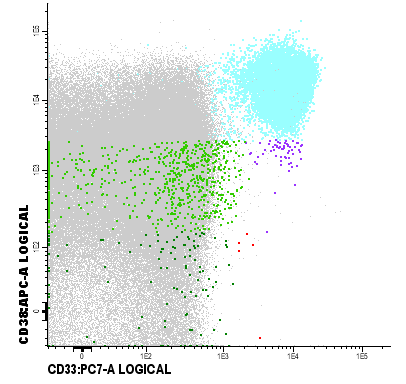 1E5
1E4
1E3
1E2
0
CD38:APC-A LOGICAL
0 1E2 1E3 1E4 1E5
CD33:PC7-A LOGICAL